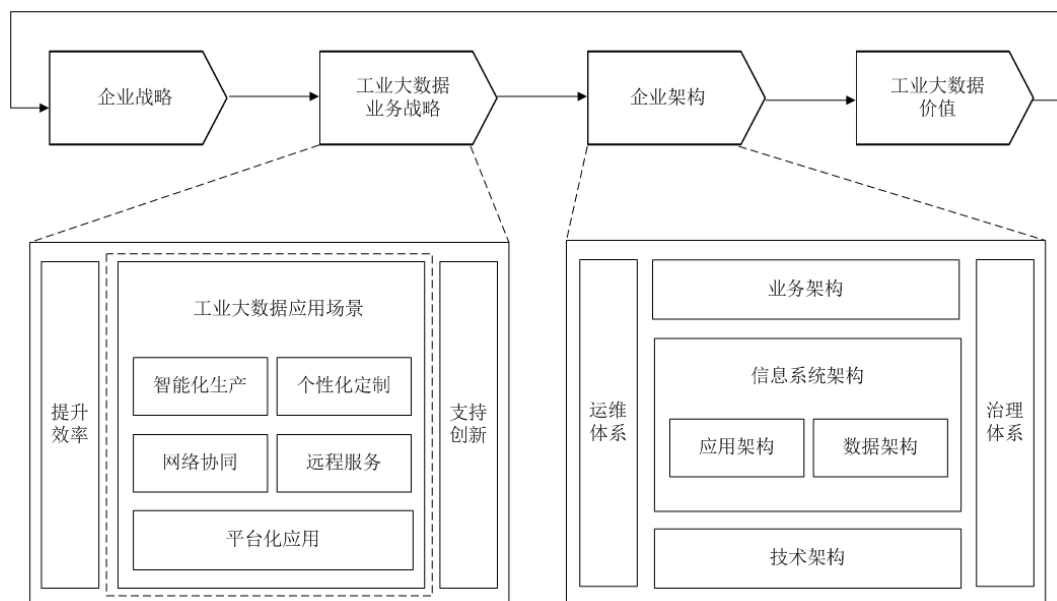 企业战略
工业大数据
业务战略
企业架构
工业大数据
价值
提升
效率
工业大数据应用场景
智能化生产
个性化定制
网络协同
远程服务
平台化应用
支持
创新
运维
体系
业务架构
信息系统架构
应用架构
数据架构
技术架构
治理
体系